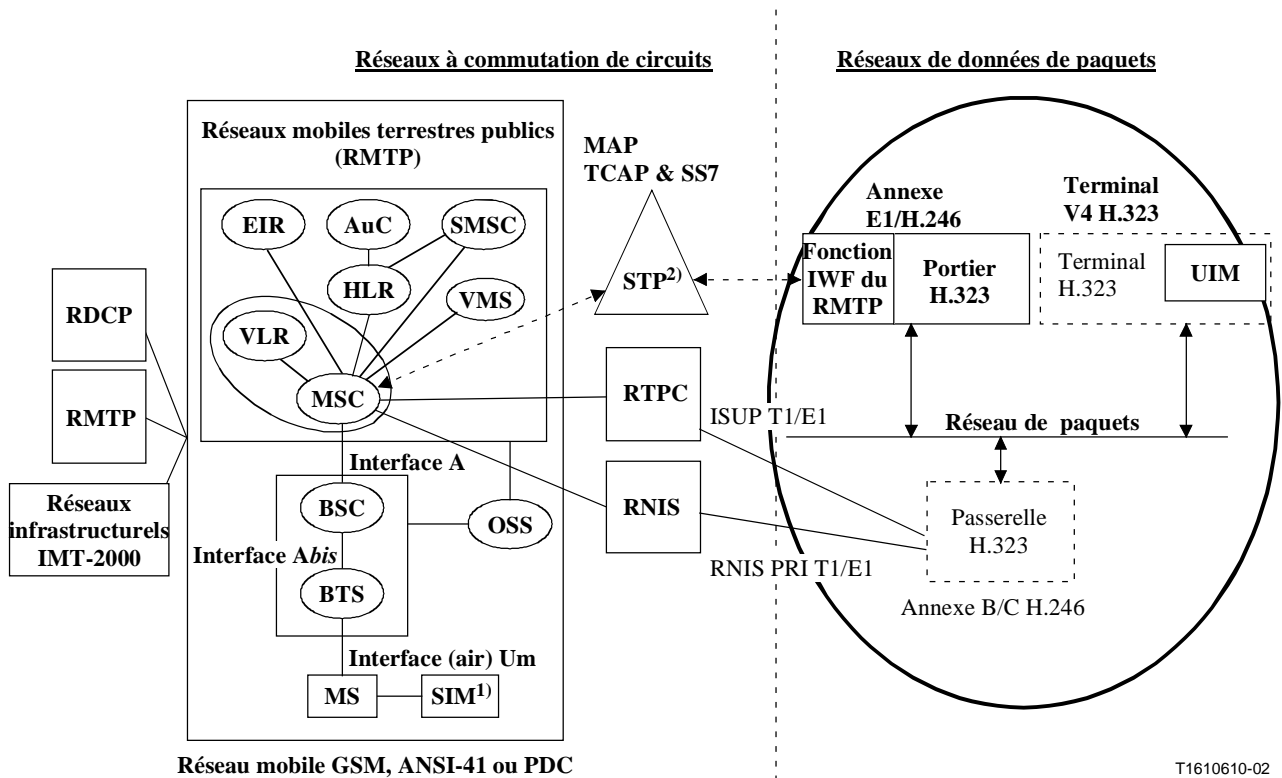 Réseaux à commutation de circuits
Réseaux de données de paquets
Réseaux mobiles terrestres publics
(RMTP)
MAP
TCAP & SS7
Annexe
E1/H.246
Terminal
V4 H.323
EIR
AuC
SMSC
HLR
VMS
VLR
MSC
STP2)
Fonction
IWF du
RMTP
Portier
H.323
Terminal
H.323
UIM
RDCP
RMTP
Réseaux
infrastructurels
IMT-2000
RTPC
ISUP T1/E1
Réseau de paquets
Interface A
BSC
OSS
RNIS
Passerelle
H.323
Interface Abis
BTS
RNIS PRI T1/E1
Annexe B/C H.246
Interface (air) Um
MS
SIM1)
Réseau mobile GSM, ANSI-41 ou PDC
T1610610-02